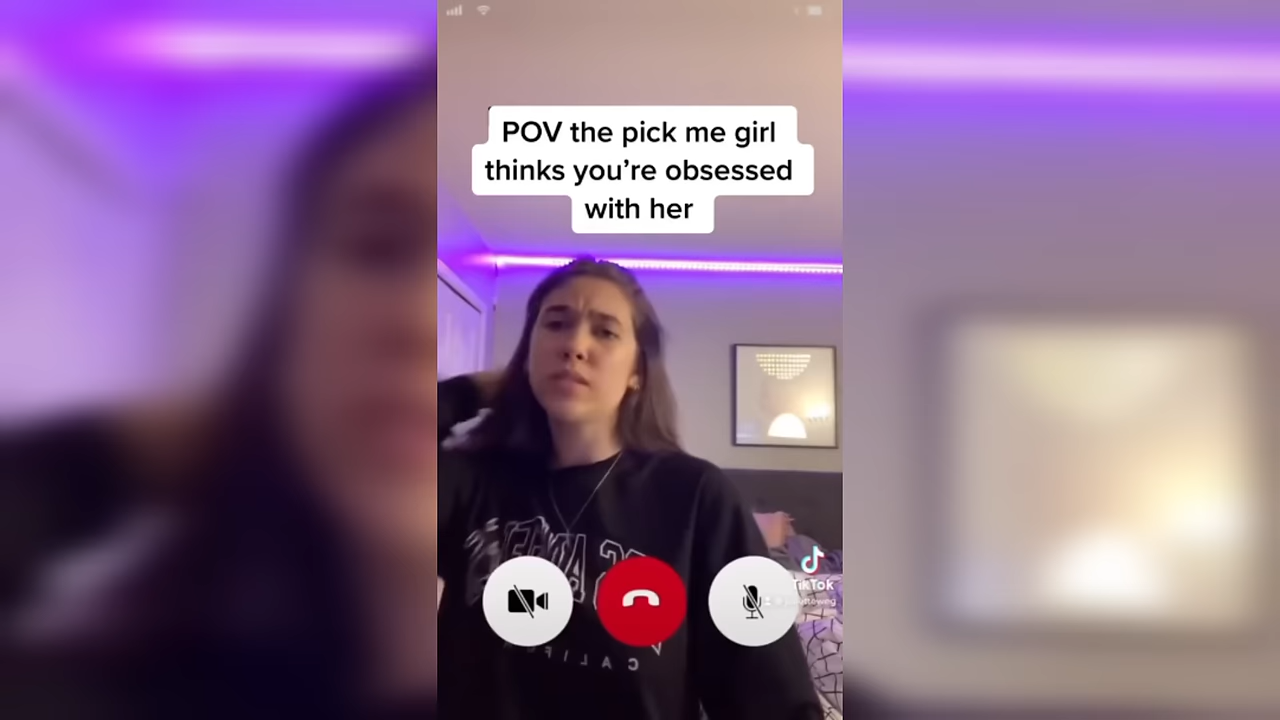 POV the pick me girl
thinks you're obsessed
with her
TikTok